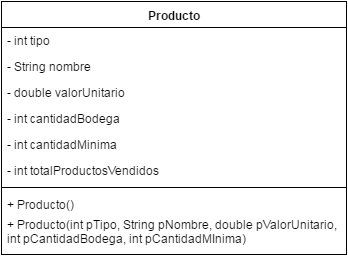 Producto
- int tipo
- String nombre
- double valorUnitario
- int cantidadBodega
- int cantidadMinima
- int totalProductosVendidos
+ Producto()
+ Producto(int pTipo, String pNombre, double pValorUnitario,
int pCantidadBodega, int pCantidadMInima)